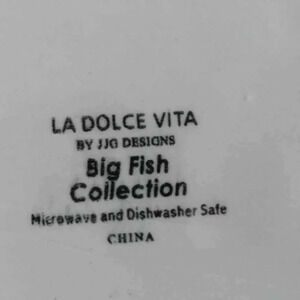 LA DOLCE VITA
BY JJG DESIGNS
Big Fish
Collection
Microwave and Dishwasher Safe
CHINA